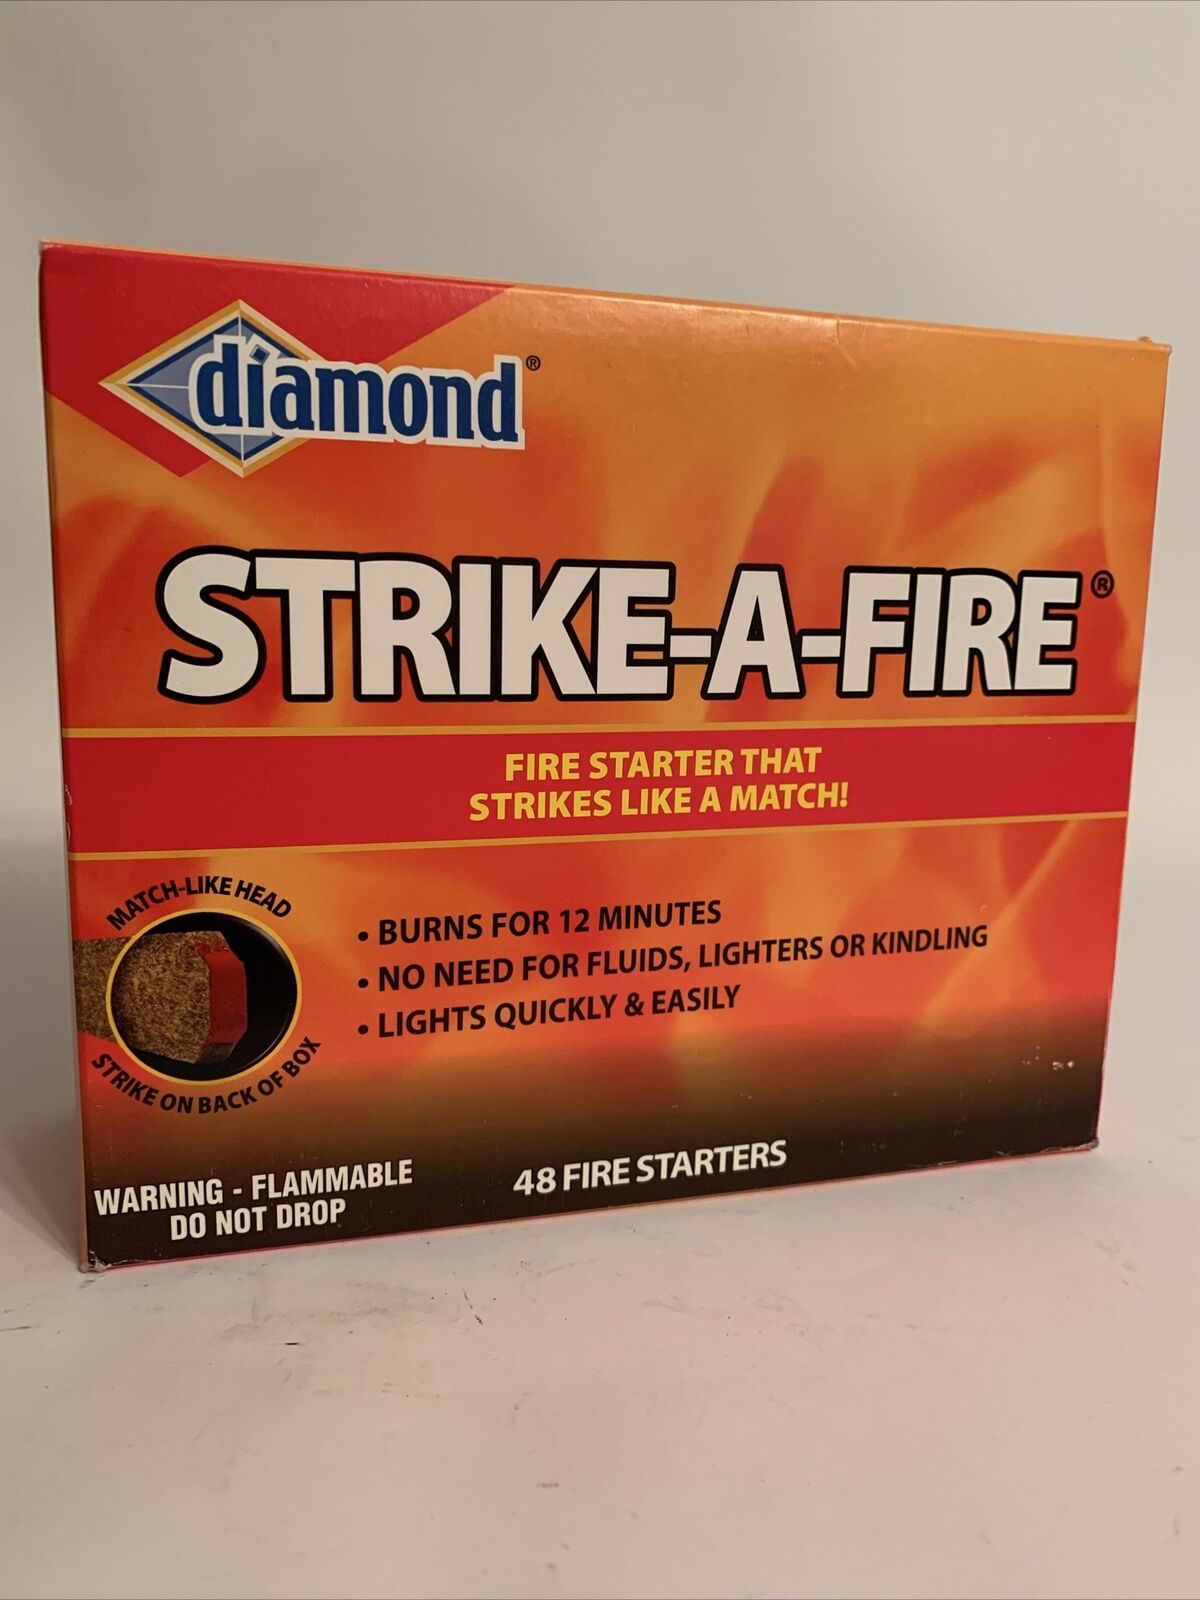 diamond®
STRIKE-A-FIRE®
FIRE STARTER THAT
STRIKES LIKE A MATCH!
MATCH-LIKE HEAD
STRIKE ON BACK OF BOX
• BURNS FOR 12 MINUTES
• NO NEED FOR FLUIDS, LIGHTERS OR KINDLING
• LIGHTS QUICKLY & EASILY
WARNING - FLAMMABLE
DO NOT DROP
48 FIRE STARTERS